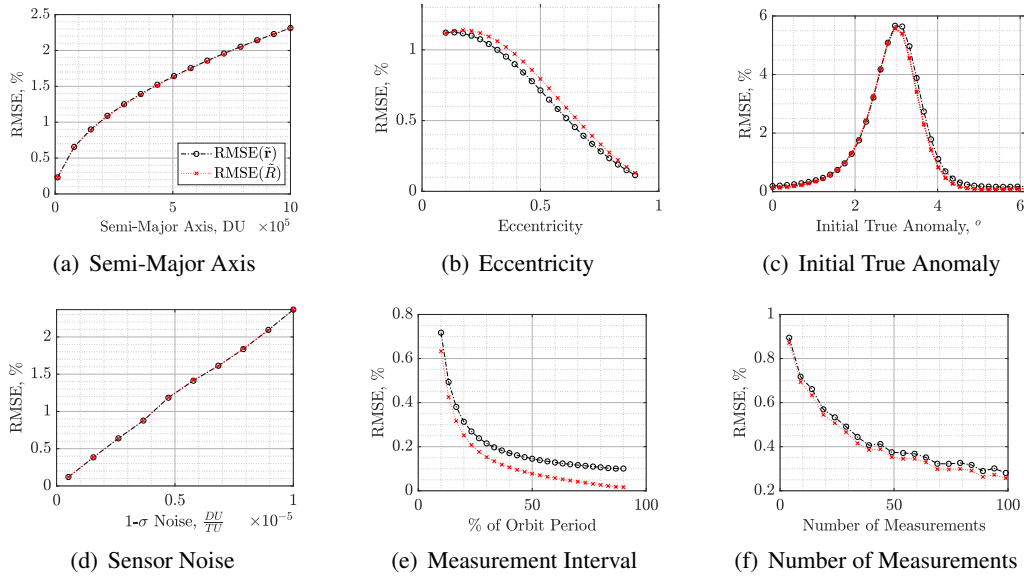 2.5
2
1.5
1
0.5
0
RMSE, %
RMSE(r̃)
RMSE(R̃)
0 5 10
Semi-Major Axis, DU ×10^5
(a) Semi-Major Axis
1
0.5
0
RMSE, %
0 0.5 1
Eccentricity
(b) Eccentricity
6
4
2
0
RMSE, %
0 2 4 6
Initial True Anomaly, °
(c) Initial True Anomaly
2
1.5
1
0.5
0
RMSE, %
0 0.5 1
1-σ Noise, DU/TU ×10^-5
(d) Sensor Noise
0.8
0.6
0.4
0.2
0
RMSE, %
0 50 100
% of Orbit Period
(e) Measurement Interval
1
0.8
0.6
0.4
0.2
RMSE, %
0 20 40 60 80 100
Number of Measurements
(f) Number of Measurements